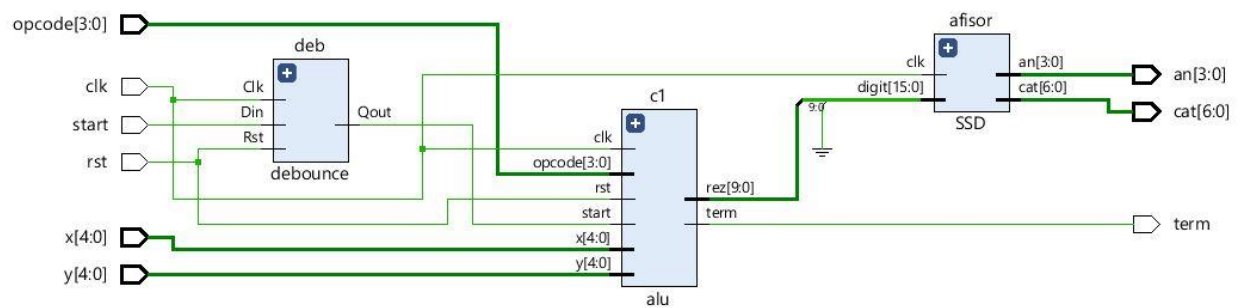 opcode[3:0]
clk
start
rst
x[4:0]
y[4:0]
deb
Clk
Din
Rst
Qout
debounce
c1
clk
opcode[3:0]
rst
start
x[4:0]
y[4:0]
rez[9:0]
term
alu
9:0
afisor
clk
digit[15:0]
an[3:0]
cat[6:0]
SSD
an[3:0]
cat[6:0]
term